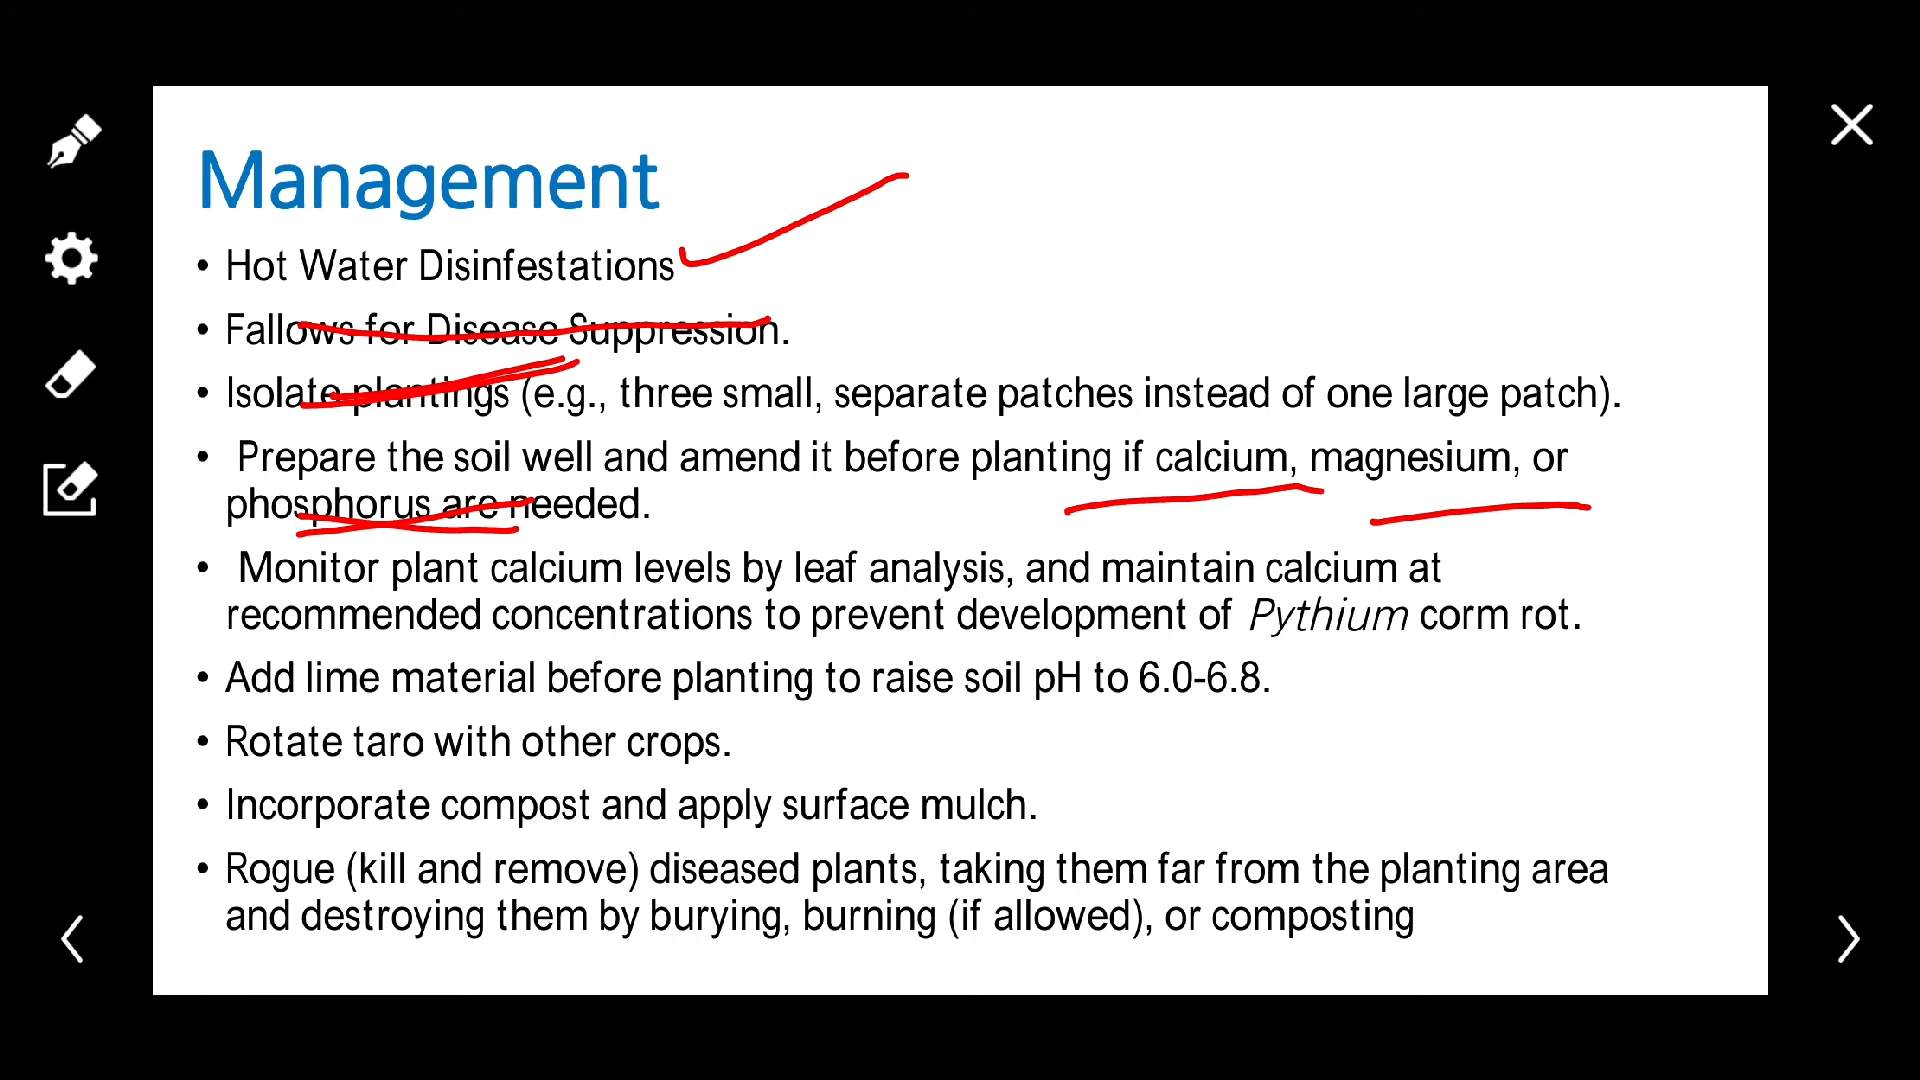 Management
• Hot Water Disinfestations
• Fallows for Disease Suppression.
• Isolate plantings (e.g., three small, separate patches instead of one large patch).
• Prepare the soil well and amend it before planting if calcium, magnesium, or
phosphorus are needed.
• Monitor plant calcium levels by leaf analysis, and maintain calcium at
recommended concentrations to prevent development of Pythium corm rot.
• Add lime material before planting to raise soil pH to 6.0-6.8.
• Rotate taro with other crops.
• Incorporate compost and apply surface mulch.
• Rogue (kill and remove) diseased plants, taking them far from the planting area
and destroying them by burying, burning (if allowed), or composting